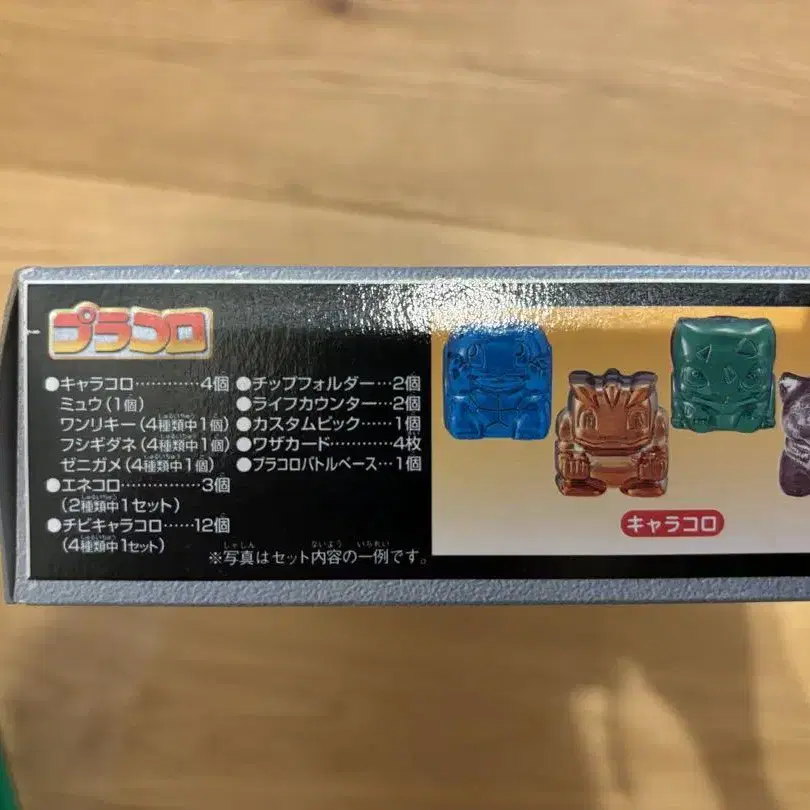 プラコロ
●キャラコロ…………4個
ミュウ(1個)
ワンリキー(4種類中1個)
フシギダネ(4種類中1個)
ゼニガメ(4種類中1個)
●エネコロ……………3個
(2種類中1セット)
●チビキャラコロ……12個
(4種類中1セット)
●チップフォルダー…2個
●ライフカウンター…2個
●カスタムピック……1個
●ワザカード…………4枚
●プラコロバトルベース…1個
※写真はセット内容の一例です。
キャラコロ